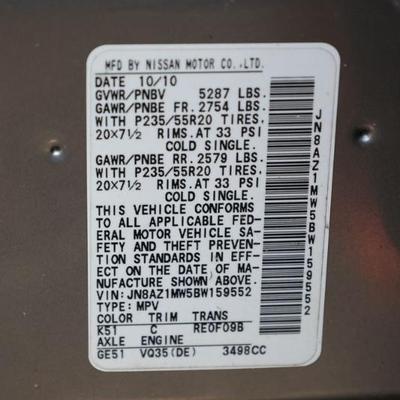 MFD BY NISSAN MOTOR CO.,LTD.
DATE 10/10
GVWR/PNBV 5287 LBS.
GAWR/PNBE FR. 2754 LBS.
WITH P235/55R20 TIRES.
20X7½ RIMS.AT 33 PSI
COLD SINGLE.
GAWR/PNBE RR. 2579 LBS.
WITH P235/55R20 TIRES.
20X7½ RIMS.AT 33 PSI
COLD SINGLE.
THIS VEHICLE CONFORMS
TO ALL APPLICABLE FED-
ERAL MOTOR VEHICLE SA-
FETY AND THEFT PREVEN-
TION STANDARDS IN EFF-
ECT ON THE DATE OF MA-
NUFACTURE SHOWN ABOVE.
VIN:JN8AZ1MW5BW159552
TYPE:MPV
COLOR TRIM TRANS
K51 C RE0F09B
AXLE ENGINE
GE51 VQ35(DE) 3498CC
JN8AZ1MW5BW159552